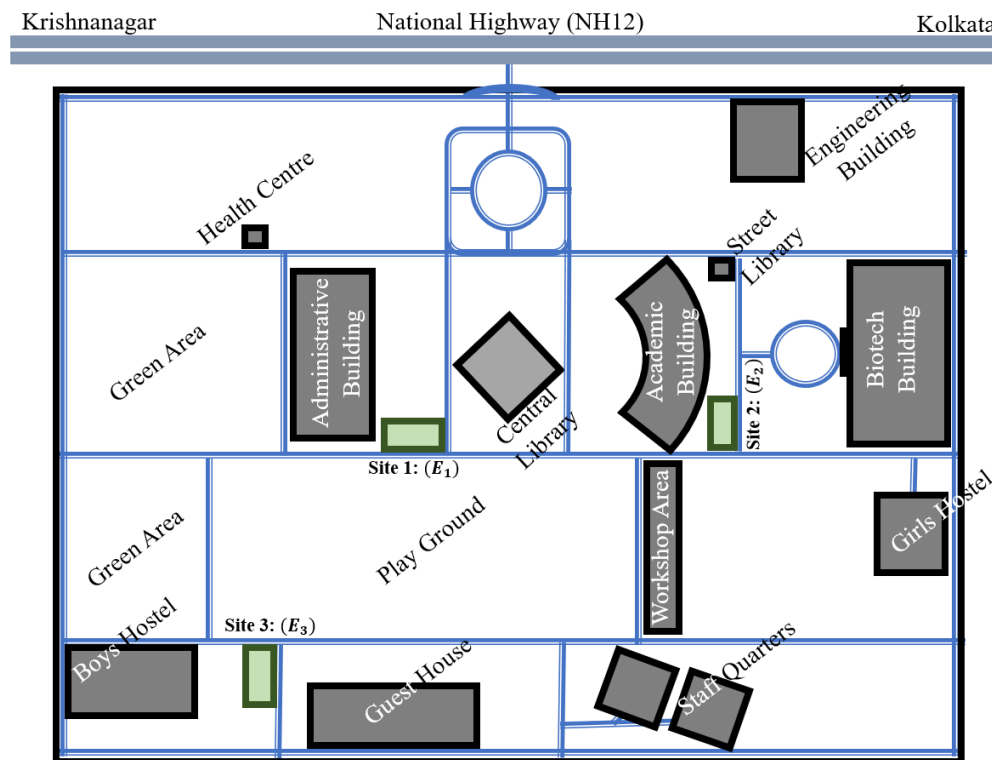 Krishnanagar
National Highway (NH12)
Kolkata
Engineering
Building
Health Centre
Street
Library
Green Area
Administrative
Building
Central
Library
Academic
Building
Site 2: (E₂)
Biotech
Building
Site 1: (E₁)
Green Area
Play Ground
Workshop Area
Girls Hostel
Boys Hostel
Site 3: (E₃)
Guest House
Staff Quarters